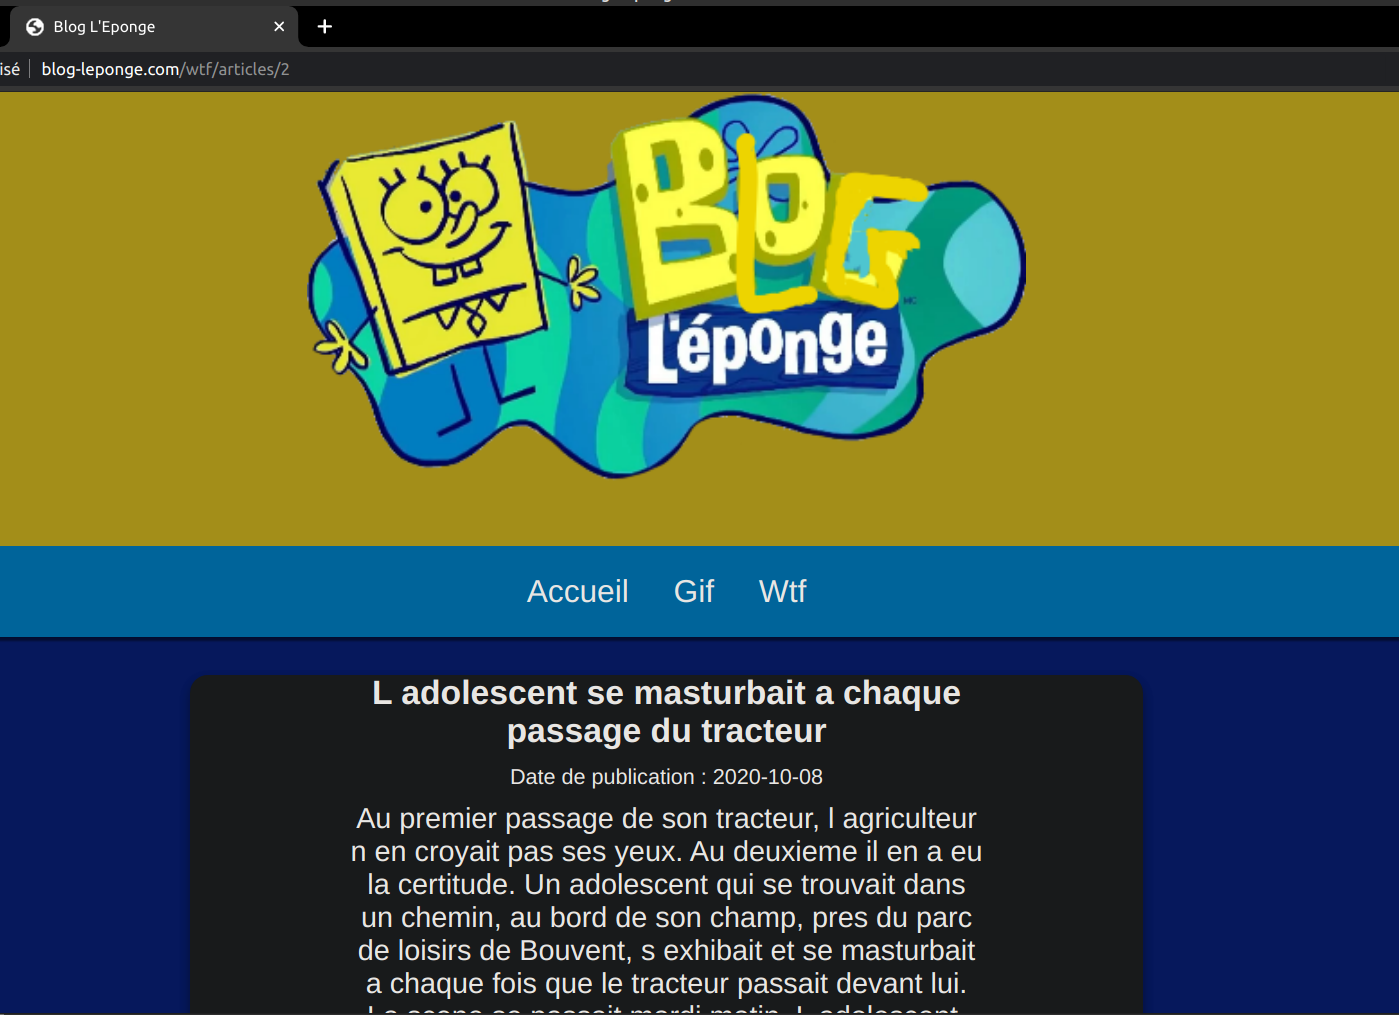 Blog L'Eponge
isé
blog-leponge.com/wtf/articles/2
BLOG
L'éponge
MC
Accueil Gif Wtf
L adolescent se masturbait a chaque
passage du tracteur
Date de publication : 2020-10-08
Au premier passage de son tracteur, l agriculteur
n en croyait pas ses yeux. Au deuxieme il en a eu
la certitude. Un adolescent qui se trouvait dans
un chemin, au bord de son champ, pres du parc
de loisirs de Bouvent, s exhibait et se masturbait
a chaque fois que le tracteur passait devant lui.